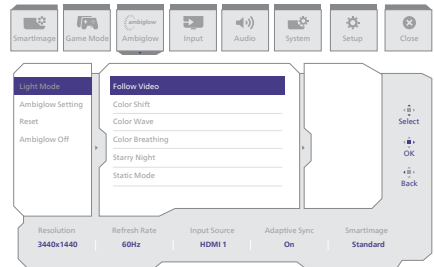 ambiglow
SmartImage Game Mode Ambiglow Input Audio System Setup Close
Light Mode
Ambiglow Setting
Reset
Ambiglow Off
Follow Video
Color Shift
Color Wave
Color Breathing
Starry Night
Static Mode
Select
OK
Back
Resolution Refresh Rate Input Source Adaptive Sync SmartImage
3440x1440 60Hz HDMI 1 On Standard